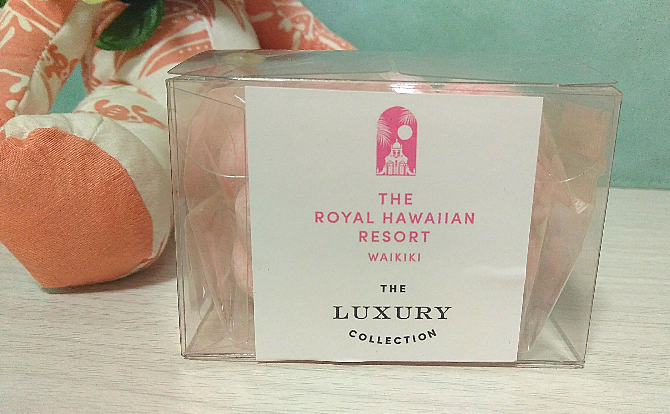 THE
ROYAL HAWAIIAN
RESORT
WAIKIKI
THE
LUXURY
COLLECTION